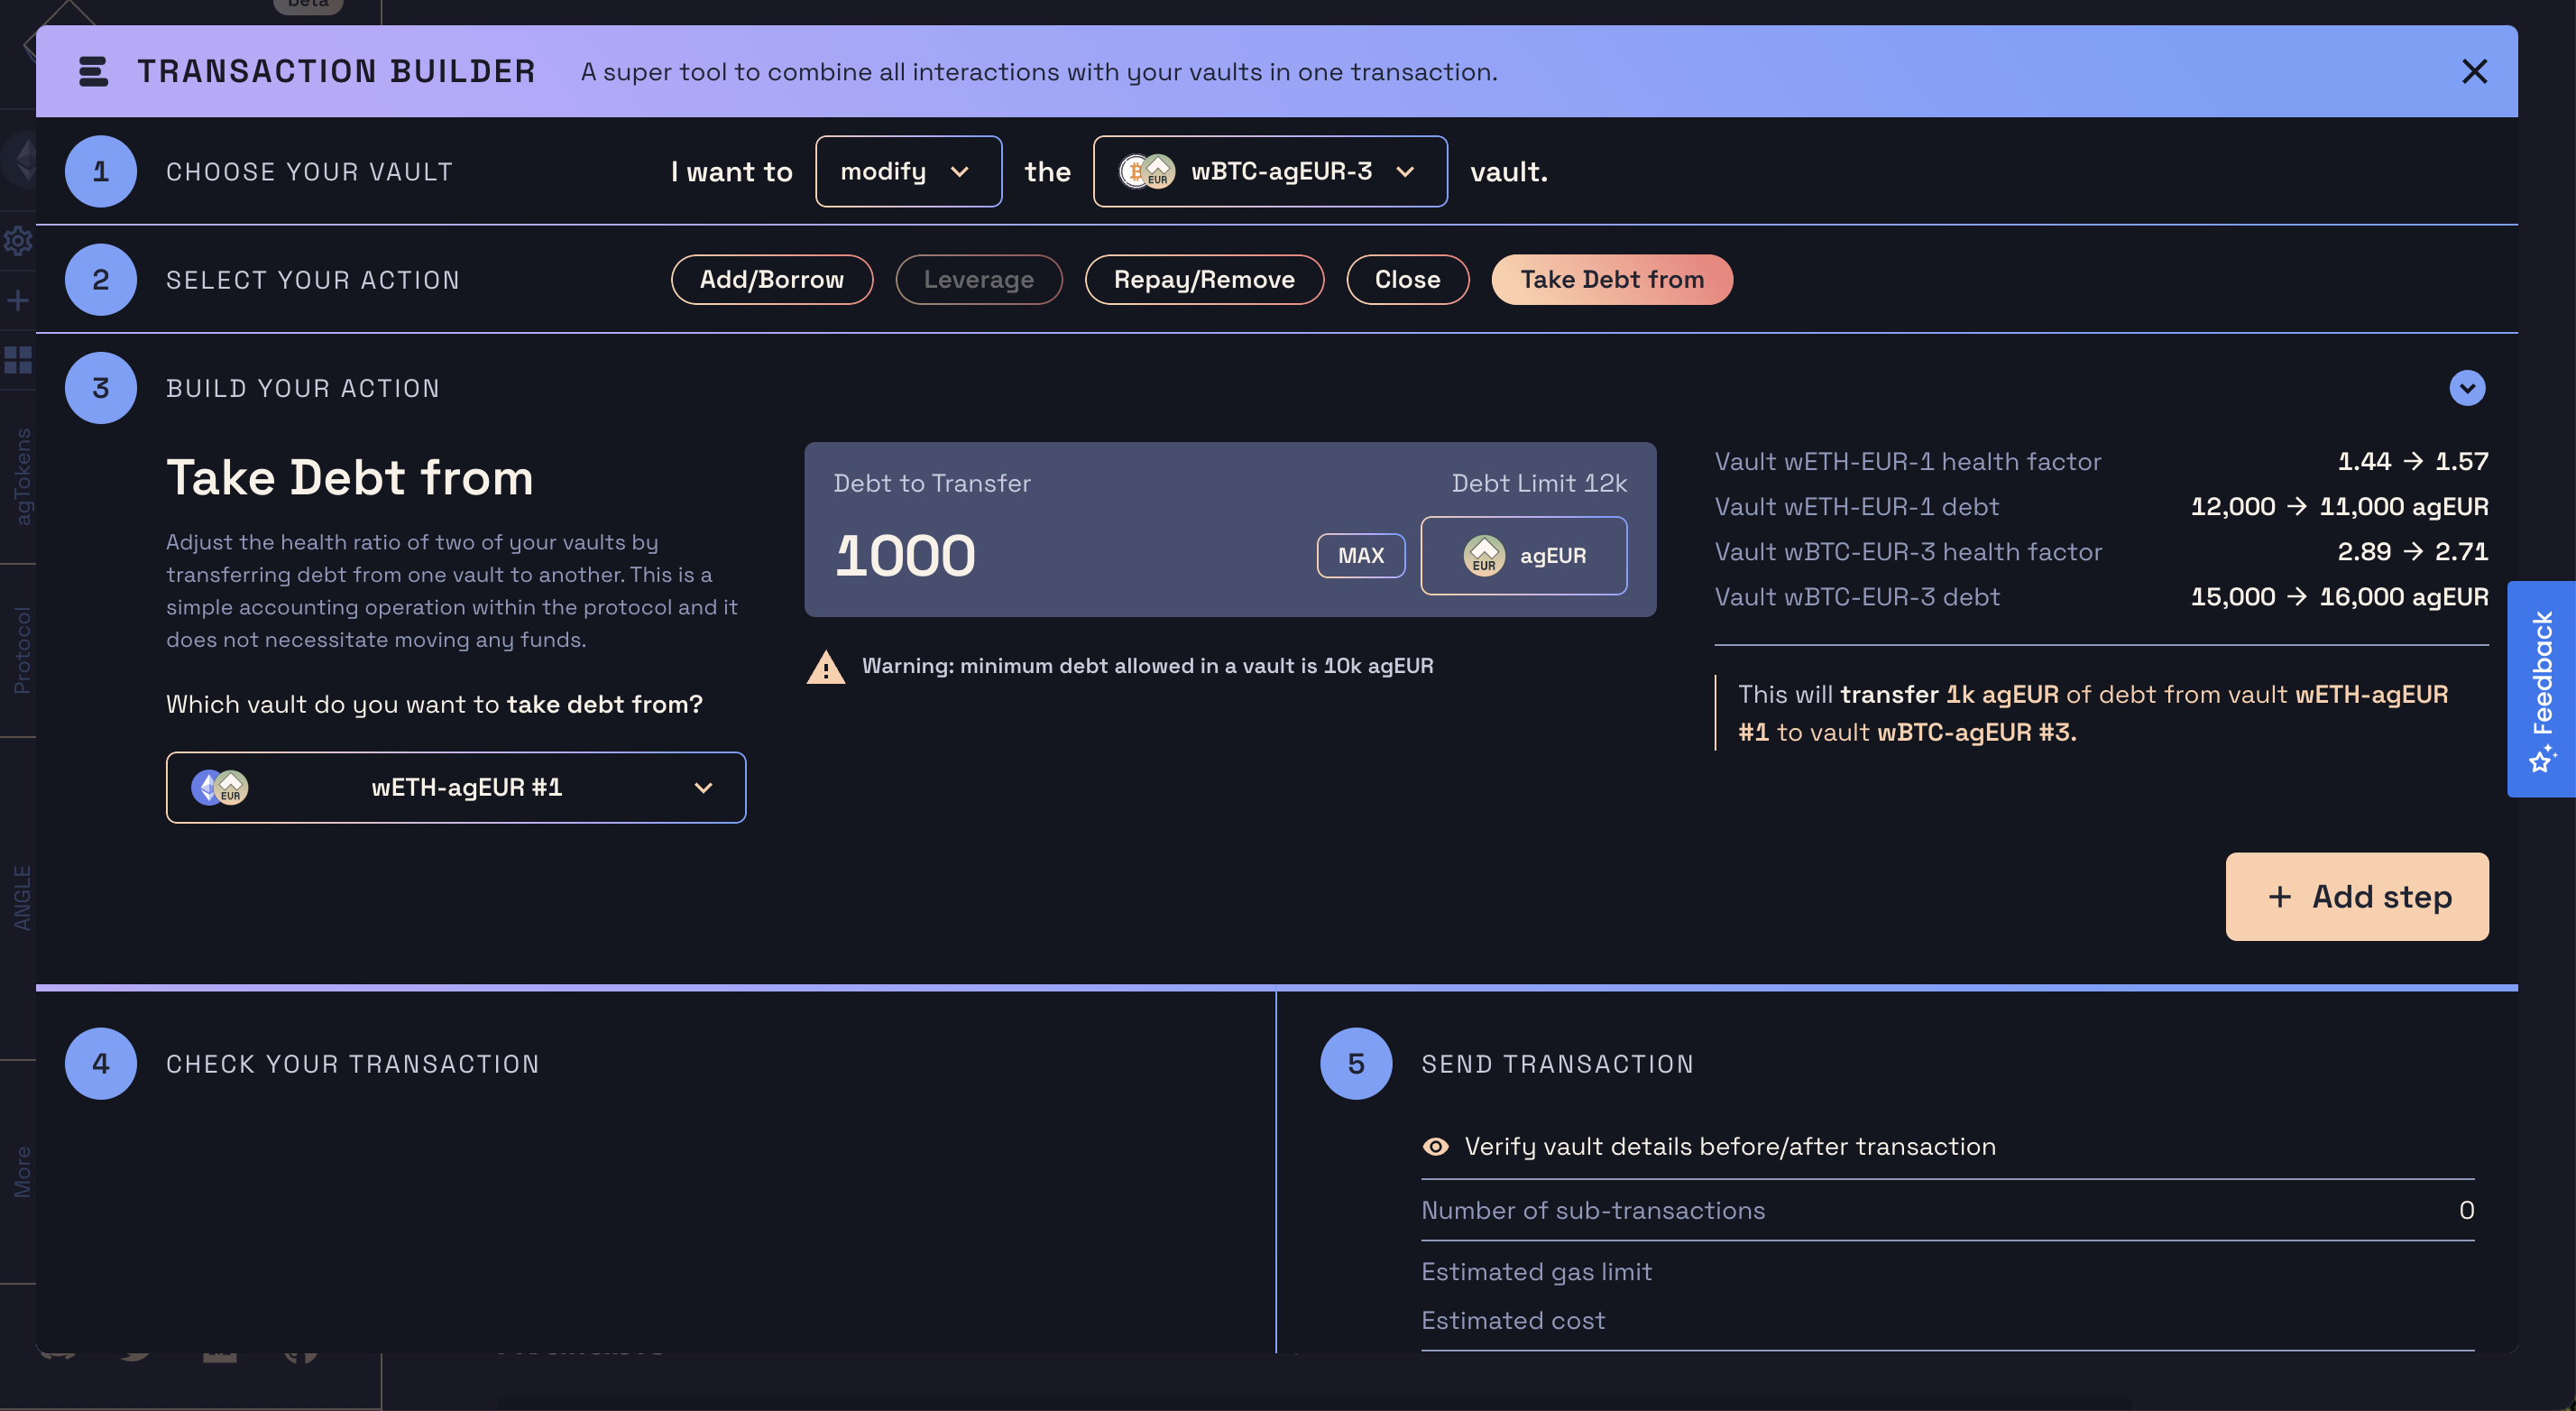 beta
TRANSACTION BUILDER
A super tool to combine all interactions with your vaults in one transaction.
1
CHOOSE YOUR VAULT
I want to modify the wBTC-agEUR-3 vault.
2
SELECT YOUR ACTION
Add/Borrow
Leverage
Repay/Remove
Close
Take Debt from
3
BUILD YOUR ACTION
Take Debt from
Adjust the health ratio of two of your vaults by
transferring debt from one vault to another. This is a
simple accounting operation within the protocol and it
does not necessitate moving any funds.
Which vault do you want to take debt from?
EUR
wETH-agEUR #1
Debt to Transfer
Debt Limit 12k
1000
MAX
EUR
agEUR
Warning: minimum debt allowed in a vault is 10k agEUR
Vault wETH-EUR-1 health factor
1.44 → 1.57
Vault wETH-EUR-1 debt
12,000 → 11,000 agEUR
Vault wBTC-EUR-3 health factor
2.89 → 2.71
Vault wBTC-EUR-3 debt
15,000 → 16,000 agEUR
This will transfer 1k agEUR of debt from vault wETH-agEUR
#1 to vault wBTC-agEUR #3.
+ Add step
4
CHECK YOUR TRANSACTION
5
SEND TRANSACTION
Verify vault details before/after transaction
Number of sub-transactions
0
Estimated gas limit
Estimated cost
agTokens
Protocol
ANGLE
More
Feedback